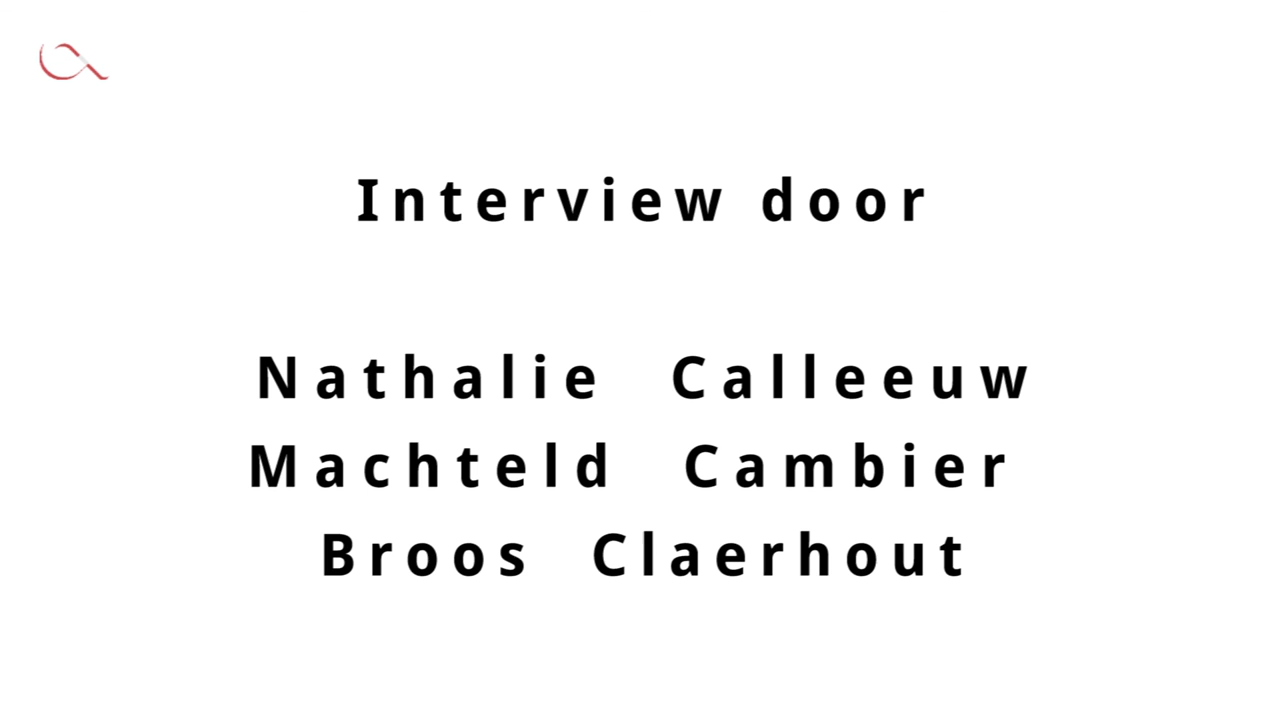 Interview door
Nathalie Calleeuw
Machteld Cambier
Broos Claerhout